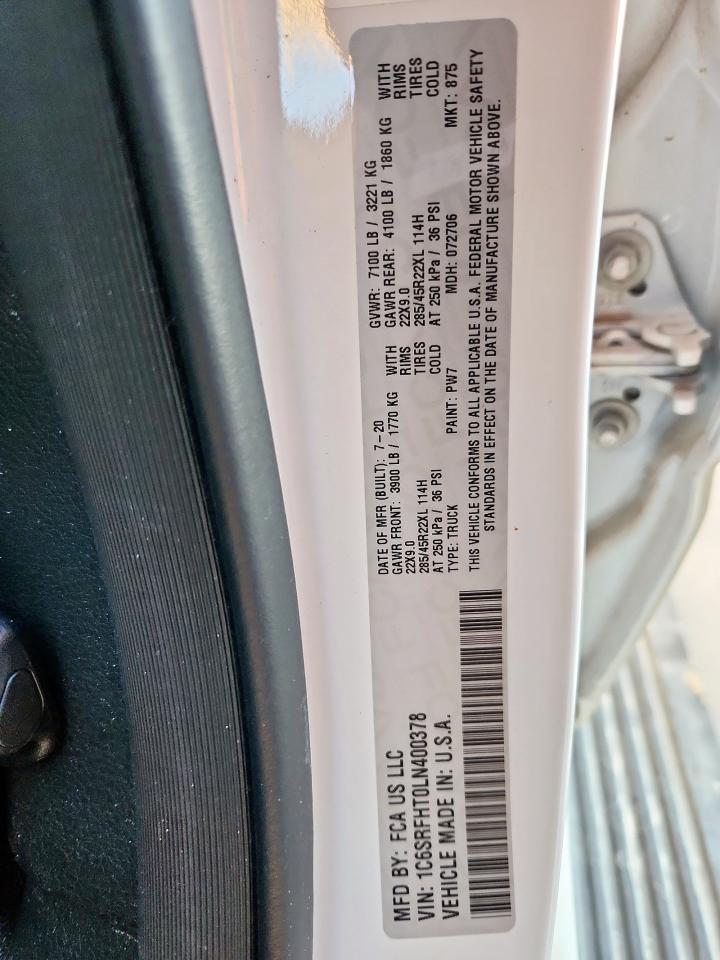 MFD BY: FCA US LLC
VIN: 1C6SRFHT0LN400378
VEHICLE MADE IN: U.S.A.
DATE OF MFR (BUILT): 7-20 GVWR: 7100 LB / 3221 KG
GAWR FRONT: 3900 LB / 1770 KG WITH GAWR REAR: 4100 LB / 1860 KG WITH
22X9.0 RIMS 22X9.0 RIMS
285/45R22XL 114H TIRES 285/45R22XL 114H TIRES
AT 250 kPa / 36 PSI COLD AT 250 kPa / 36 PSI COLD
TYPE: TRUCK PAINT: PW7 MDH: 072706 MKT: 875
THIS VEHICLE CONFORMS TO ALL APPLICABLE U.S.A. FEDERAL MOTOR VEHICLE SAFETY
STANDARDS IN EFFECT ON THE DATE OF MANUFACTURE SHOWN ABOVE.